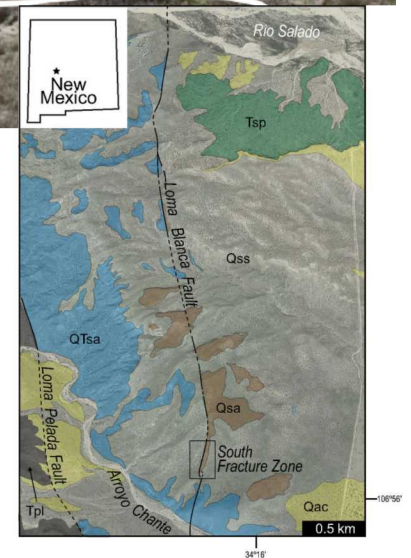 New
Mexico
Rio Salado
Tsp
Loma Blanca Fault
Qss
QTsa
Loma Pelada Fault
Qsa
South
Fracture Zone
Arroyo Chante
Tpl
Qac
106°56'
0.5 km
34°16'